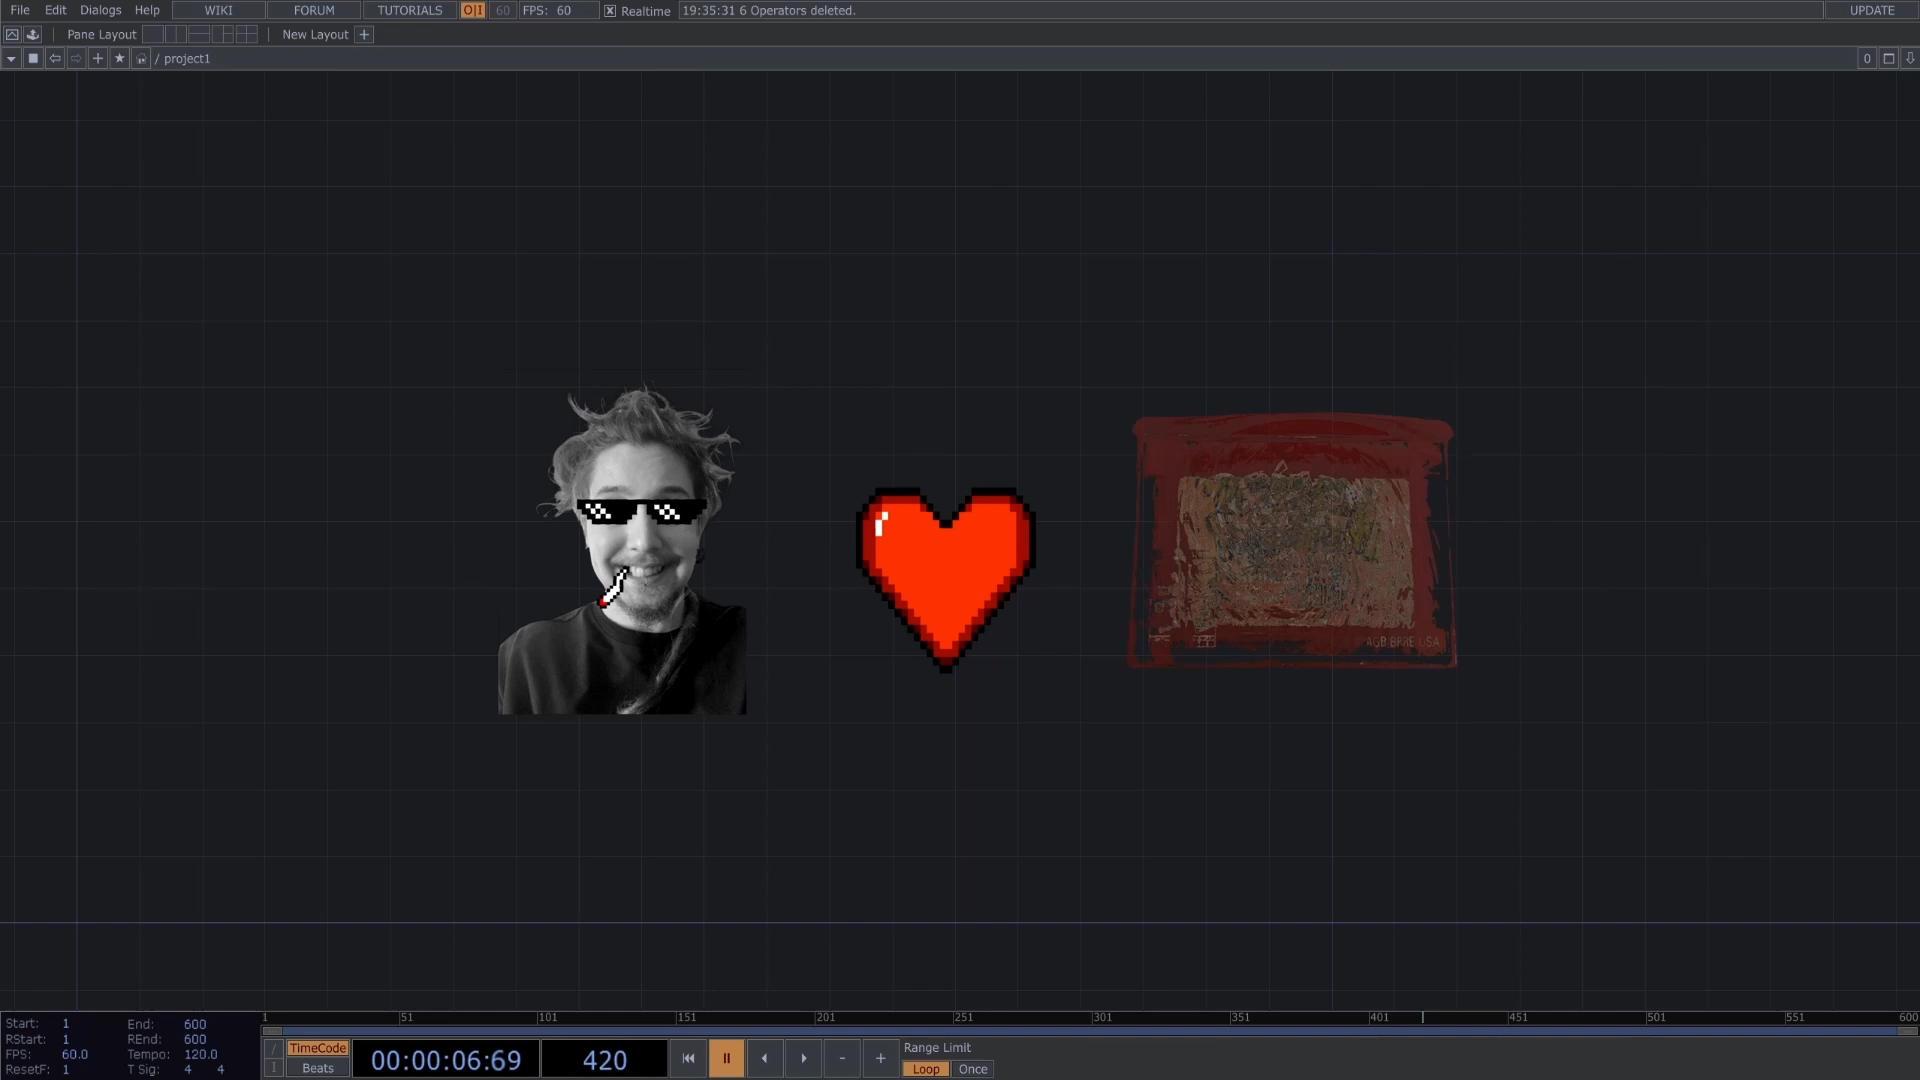 File Edit Dialogs Help WIKI FORUM TUTORIALS O|I 60 FPS: 60 Realtime 19:35:31 6 Operators deleted. UPDATE
Pane Layout New Layout +
/ project1 0
AGB BPRE USA
1 51 101 151 201 251 301 351 401 451 501 551 600
Start: 1 End: 600
RStart: 1 REnd: 600
FPS: 60.0 Tempo: 120.0
ResetF: 1 T Sig: 4 4
TimeCode
Beats
00:00:06:69 420
Range Limit
Loop Once